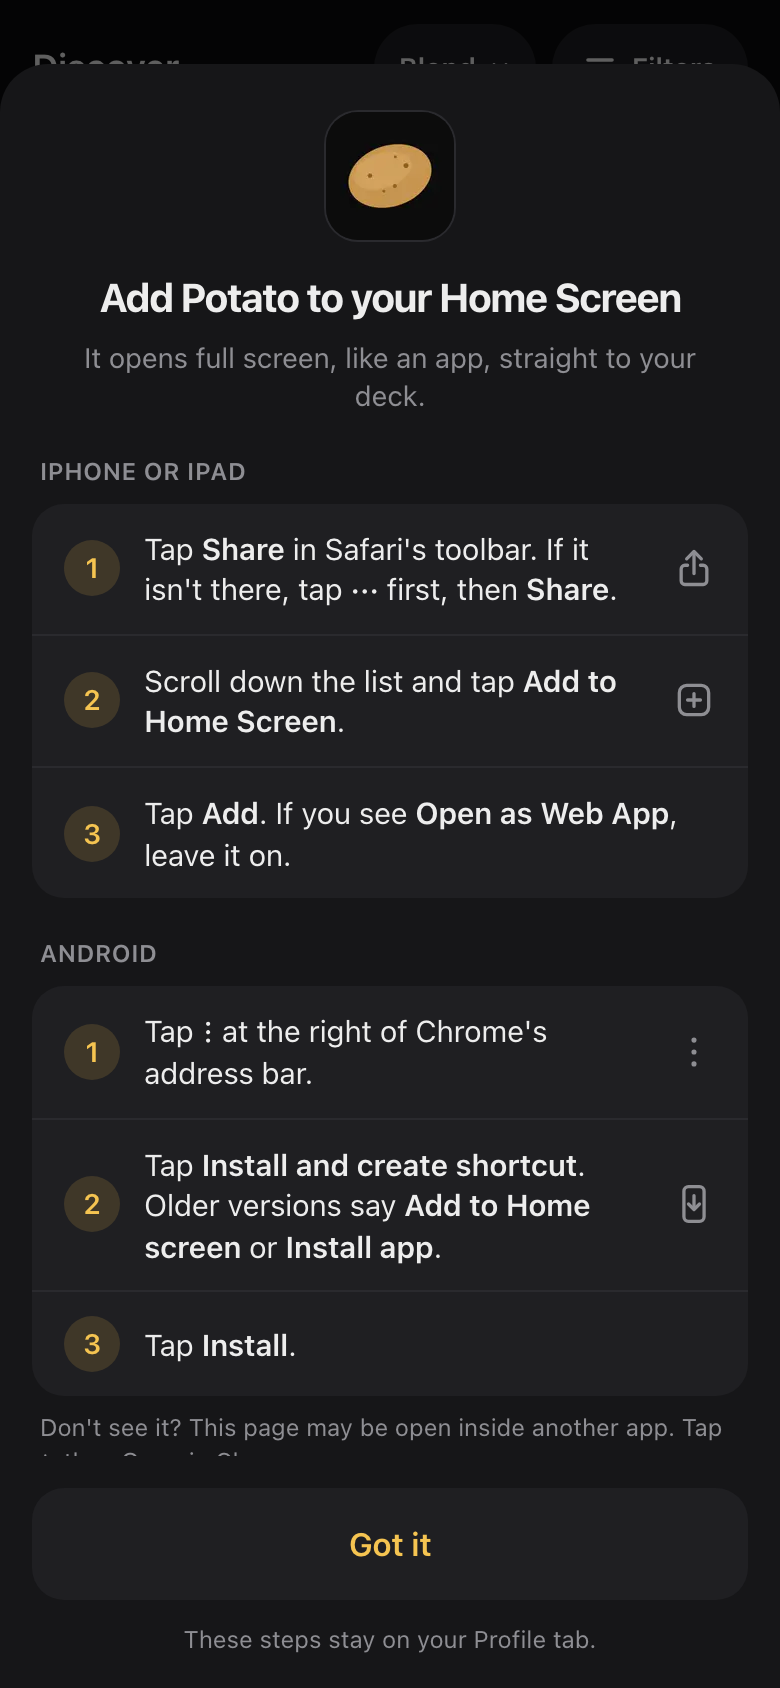 Discover
Blend
Filters
Add Potato to your Home Screen
It opens full screen, like an app, straight to your
deck.
IPHONE OR IPAD
1
Tap Share in Safari's toolbar. If it
isn't there, tap ··· first, then Share.
2
Scroll down the list and tap Add to
Home Screen.
3
Tap Add. If you see Open as Web App,
leave it on.
ANDROID
1
Tap ⋮ at the right of Chrome's
address bar.
2
Tap Install and create shortcut.
Older versions say Add to Home
screen or Install app.
3
Tap Install.
Don't see it? This page may be open inside another app. Tap
Got it
These steps stay on your Profile tab.